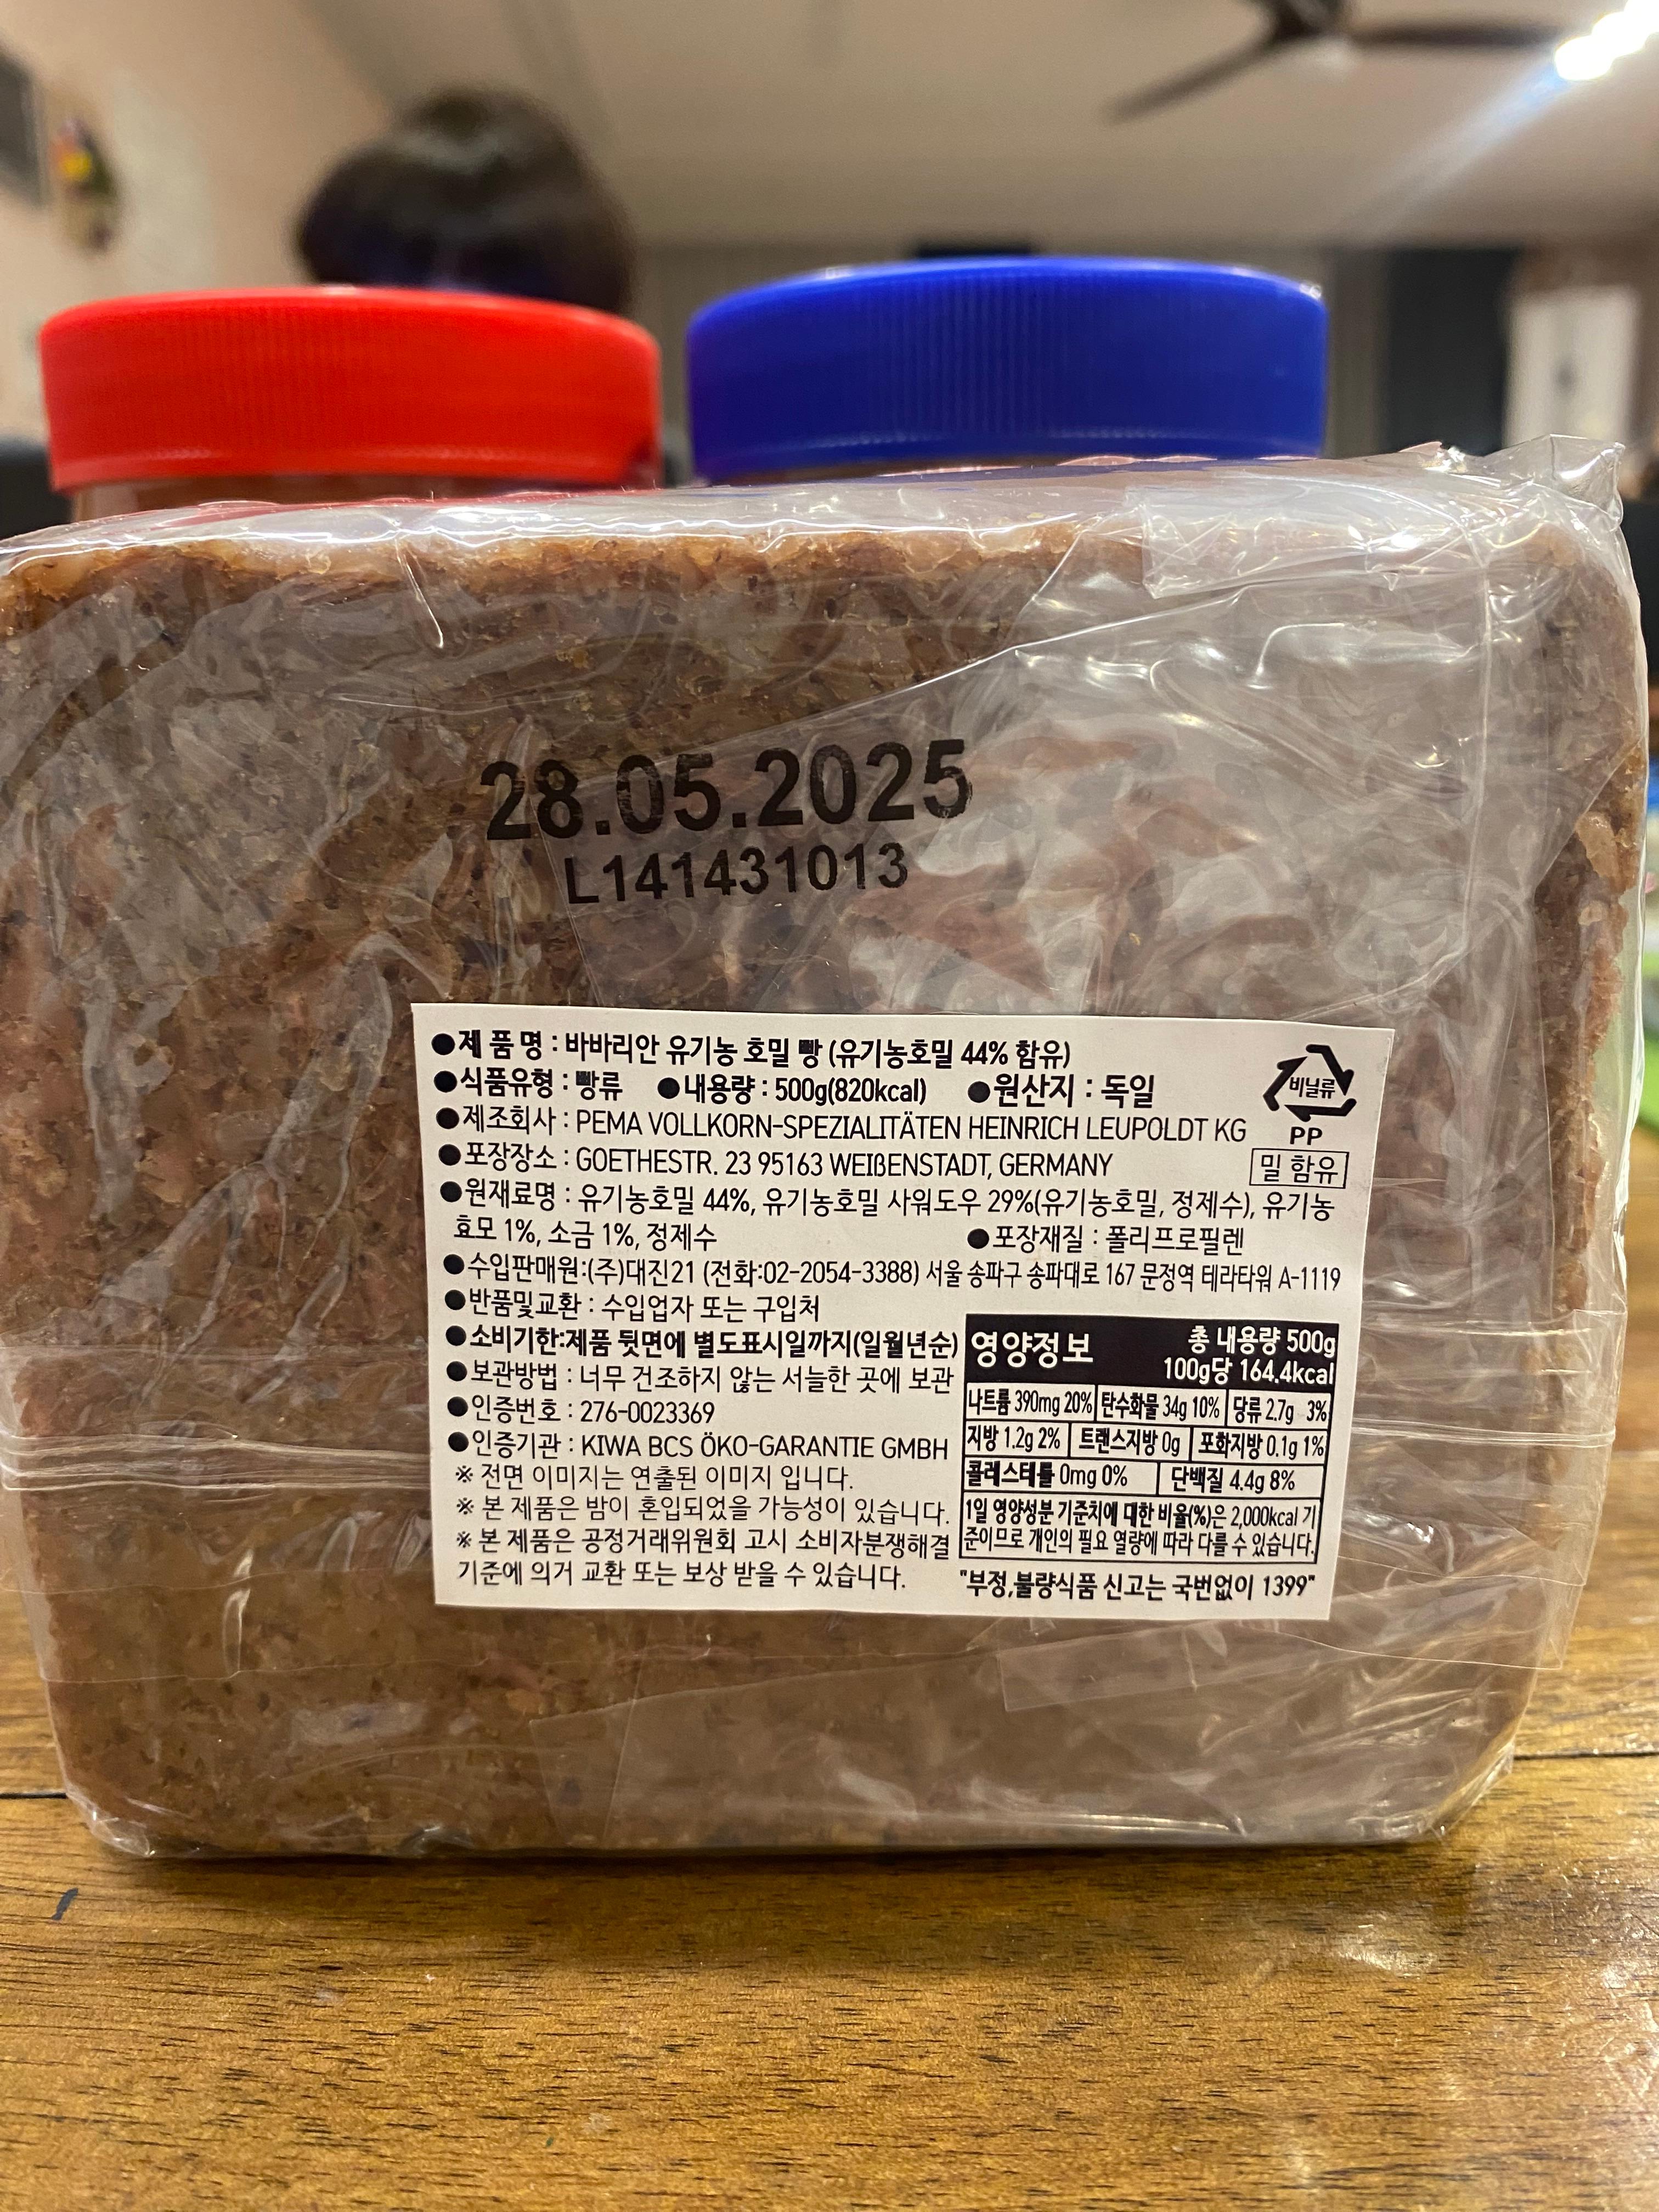 28.05.2025
L141431013
●제 품 명 : 바바리안 유기농 호밀 빵 (유기농호밀 44% 함유)
●식품유형 : 빵류 ●내용량 : 500g(820kcal) ●원산지 : 독일
비닐류
●제조회사 : PEMA VOLLKORN-SPEZIALITÄTEN HEINRICH LEUPOLDT KG
PP
●포장장소 : GOETHESTR. 23 95163 WEIßENSTADT, GERMANY
밀 함유
●원재료명 : 유기농호밀 44%, 유기농호밀 사워도우 29%(유기농호밀, 정제수), 유기농
효모 1%, 소금 1%, 정제수 ●포장재질 : 폴리프로필렌
●수입판매원:(주)대진21 (전화:02-2054-3388) 서울 송파구 송파대로 167 문정역 테라타워 A-1119
●반품및교환 : 수입업자 또는 구입처
●소비기한:제품 뒷면에 별도표시일까지(일월년순)
●보관방법 : 너무 건조하지 않는 서늘한 곳에 보관
●인증번호 : 276-0023369
●인증기관 : KIWA BCS ÖKO-GARANTIE GMBH
※ 전면 이미지는 연출된 이미지 입니다.
※ 본 제품은 밤이 혼입되었을 가능성이 있습니다.
※ 본 제품은 공정거래위원회 고시 소비자분쟁해결
기준에 의거 교환 또는 보상 받을 수 있습니다.
영양정보 총 내용량 500g
100g당 164.4kcal
나트륨 390mg 20% 탄수화물 34g 10% 당류 2.7g 3%
지방 1.2g 2% 트랜스지방 0g 포화지방 0.1g 1%
콜레스테롤 0mg 0% 단백질 4.4g 8%
1일 영양성분 기준치에 대한 비율(%)은 2,000kcal 기
준이므로 개인의 필요 열량에 따라 다를 수 있습니다.
"부정,불량식품 신고는 국번없이 1399"